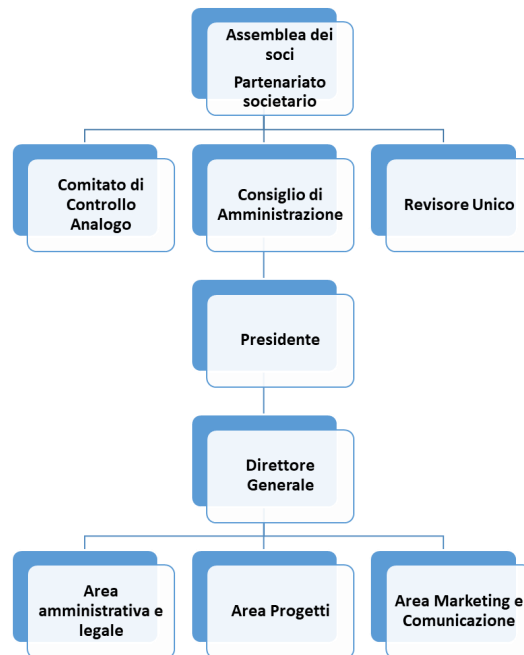 Assemblea dei
soci
Partenariato
societario
Comitato di
Controllo
Analogo
Consiglio di
Amministrazione
Revisore Unico
Presidente
Direttore
Generale
Area
amministrativa e
legale
Area Progetti
Area Marketing e
Comunicazione